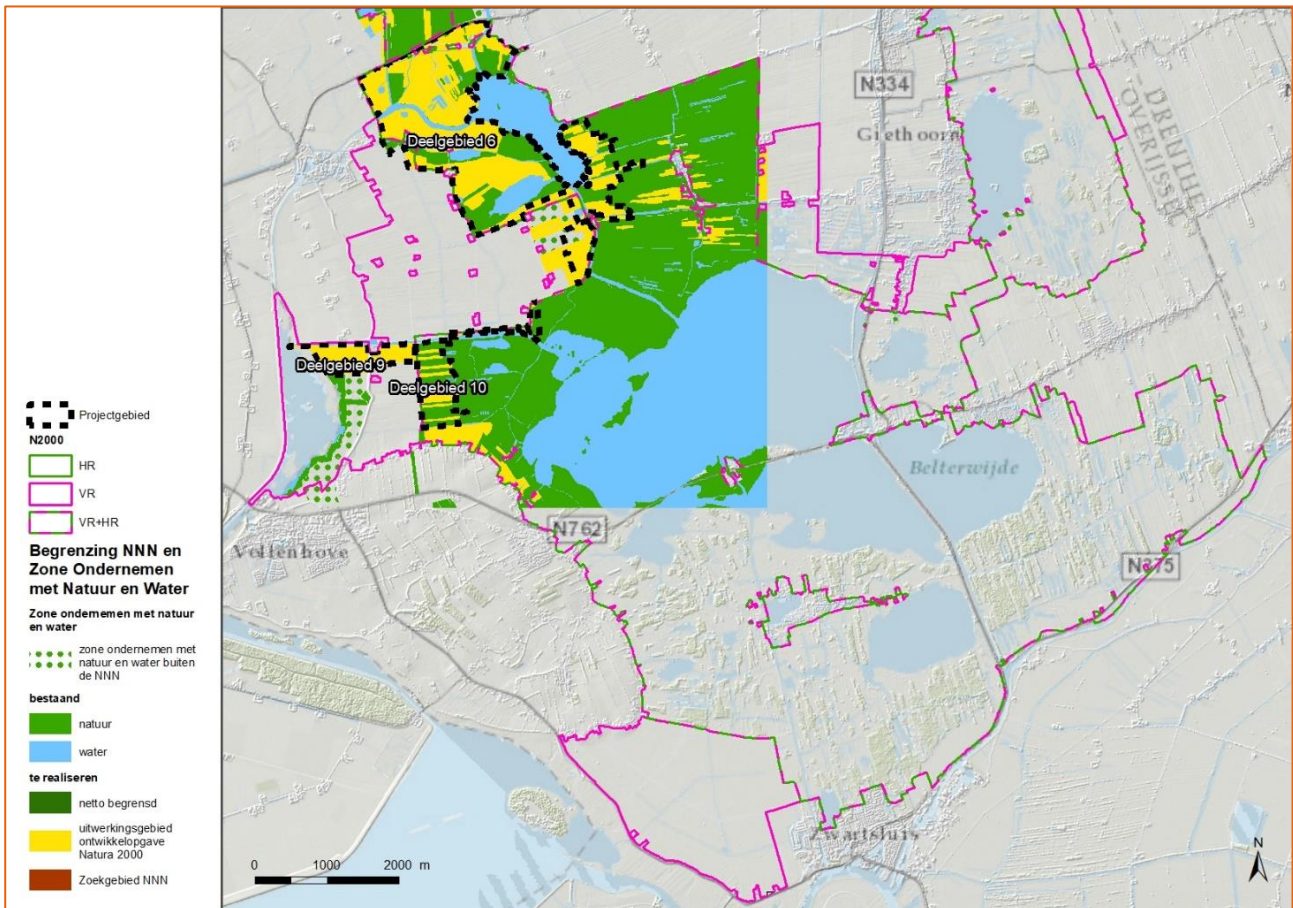 Projectgebied
N2000
HR
VR
VR+HR
Begrenzing NNN en
Zone Ondernemen
met Natuur en Water
Zone ondernemen met natuur
en water
zone ondernemen met
natuur en water buiten
de NNN
bestaand
natuur
water
te realiseren
netto begrensd
uitwerkingsgebied
ontwikkelopgave
Natura 2000
Zoekgebied NNN
Deelgebied 6
Deelgebied 9
Deelgebied 10
N334
Giethoorn
DRENTHE
OVERIJSSEL
Belterwijde
N762
Vollenhove
N375
Zwartsluis
0 1000 2000 m
N